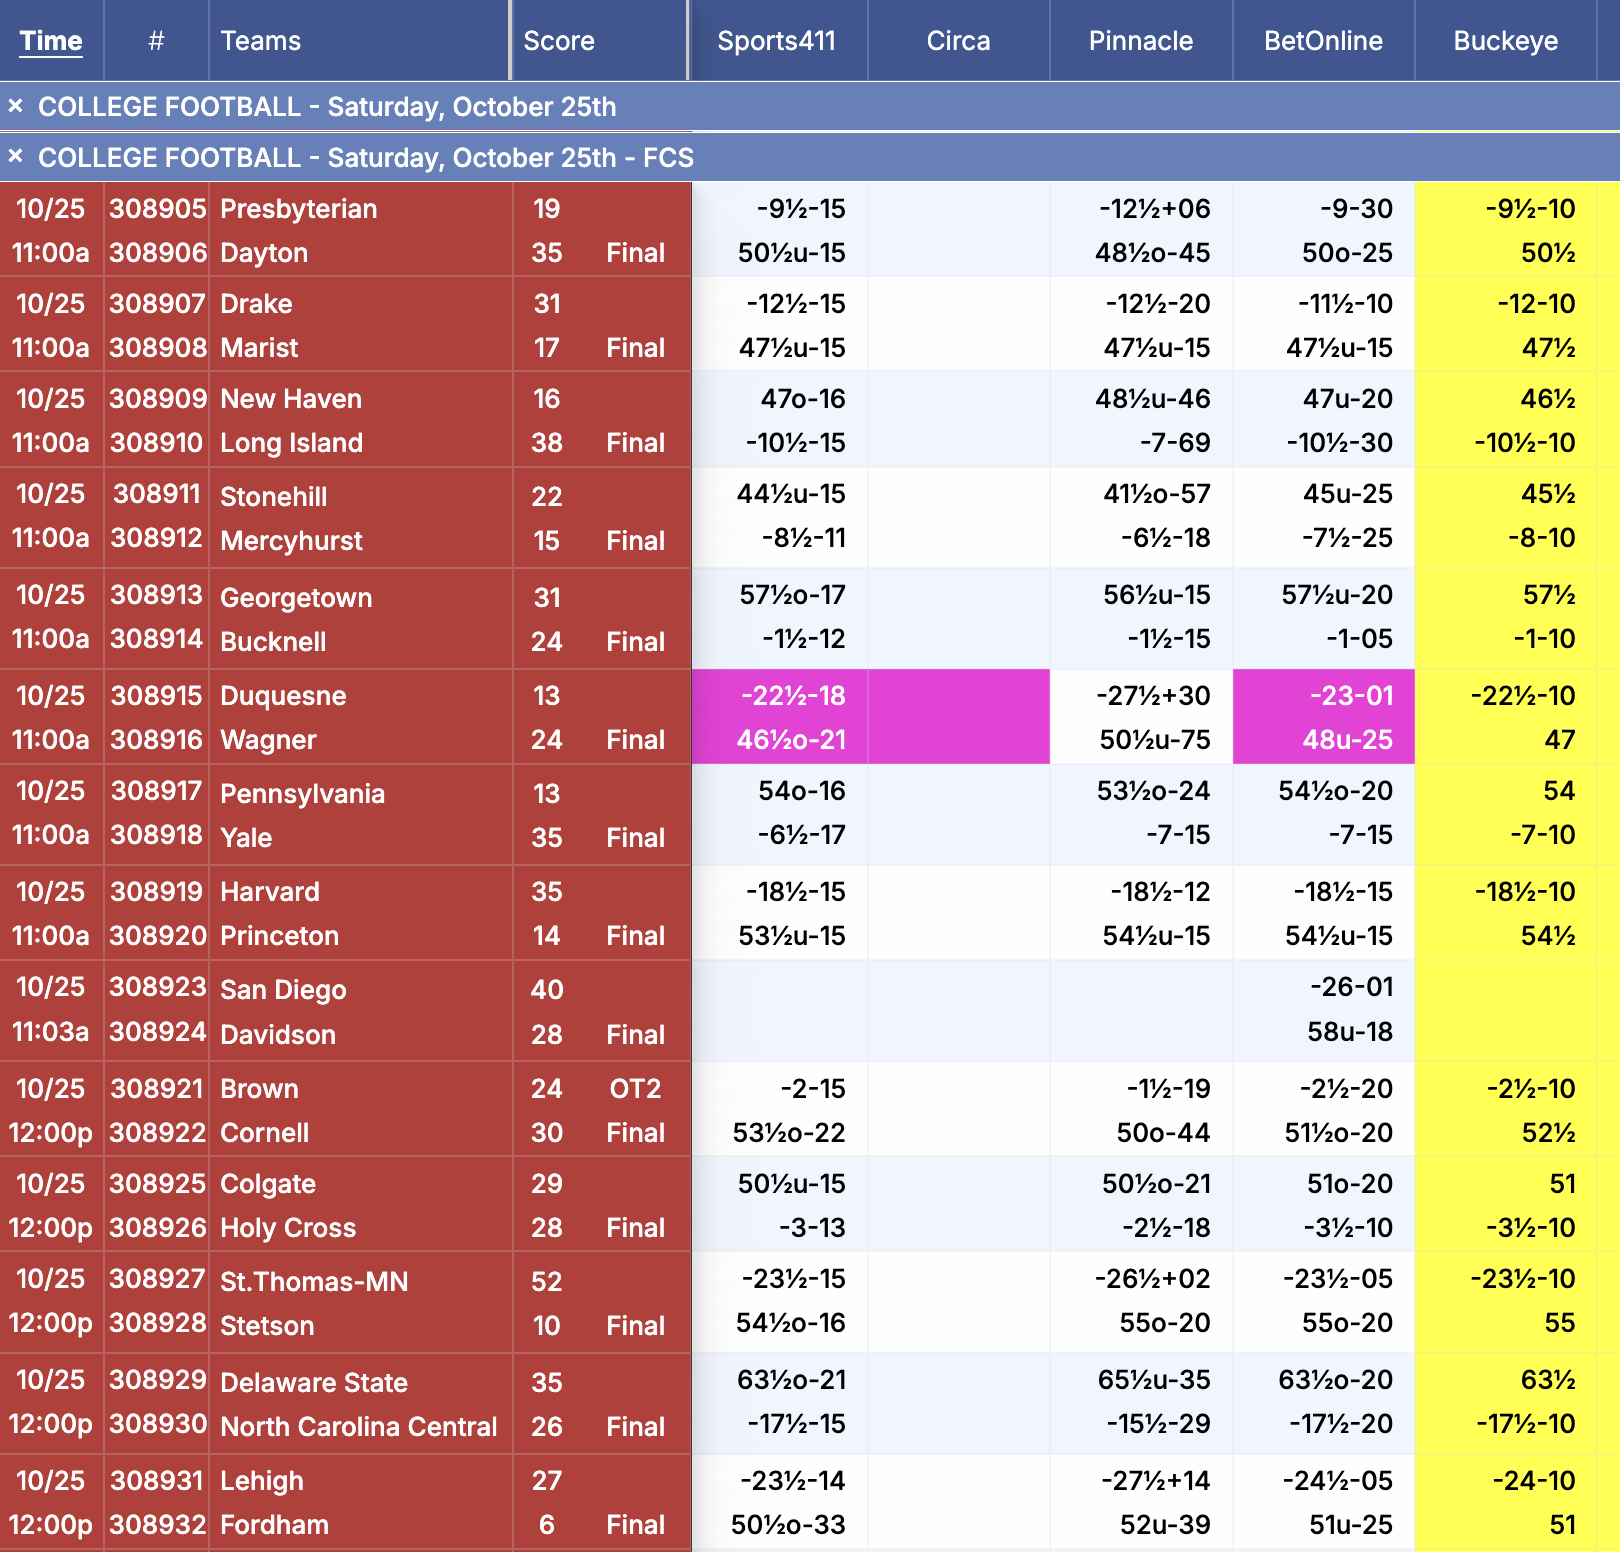 Time # Teams Score Sports411 Circa Pinnacle BetOnline Buckeye
× COLLEGE FOOTBALL - Saturday, October 25th
× COLLEGE FOOTBALL - Saturday, October 25th - FCS
10/25 308905 Presbyterian 19 -9½-15 -12½+06 -9-30 -9½-10
11:00a 308906 Dayton 35 Final 50½u-15 48½o-45 50o-25 50½
10/25 308907 Drake 31 -12½-15 -12½-20 -11½-10 -12-10
11:00a 308908 Marist 17 Final 47½u-15 47½u-15 47½u-15 47½
10/25 308909 New Haven 16 47o-16 48½u-46 47u-20 46½
11:00a 308910 Long Island 38 Final -10½-15 -7-69 -10½-30 -10½-10
10/25 308911 Stonehill 22 44½u-15 41½o-57 45u-25 45½
11:00a 308912 Mercyhurst 15 Final -8½-11 -6½-18 -7½-25 -8-10
10/25 308913 Georgetown 31 57½o-17 56½u-15 57½u-20 57½
11:00a 308914 Bucknell 24 Final -1½-12 -1½-15 -1-05 -1-10
10/25 308915 Duquesne 13 -22½-18 -27½+30 -23-01 -22½-10
11:00a 308916 Wagner 24 Final 46½o-21 50½u-75 48u-25 47
10/25 308917 Pennsylvania 13 54o-16 53½o-24 54½o-20 54
11:00a 308918 Yale 35 Final -6½-17 -7-15 -7-15 -7-10
10/25 308919 Harvard 35 -18½-15 -18½-12 -18½-15 -18½-10
11:00a 308920 Princeton 14 Final 53½u-15 54½u-15 54½u-15 54½
10/25 308923 San Diego 40 -26-01
11:03a 308924 Davidson 28 Final 58u-18
10/25 308921 Brown 24 OT2 -2-15 -1½-19 -2½-20 -2½-10
12:00p 308922 Cornell 30 Final 53½o-22 50o-44 51½o-20 52½
10/25 308925 Colgate 29 50½u-15 50½o-21 51o-20 51
12:00p 308926 Holy Cross 28 Final -3-13 -2½-18 -3½-10 -3½-10
10/25 308927 St.Thomas-MN 52 -23½-15 -26½+02 -23½-05 -23½-10
12:00p 308928 Stetson 10 Final 54½o-16 55o-20 55o-20 55
10/25 308929 Delaware State 35 63½o-21 65½u-35 63½o-20 63½
12:00p 308930 North Carolina Central 26 Final -17½-15 -15½-29 -17½-20 -17½-10
10/25 308931 Lehigh 27 -23½-14 -27½+14 -24½-05 -24-10
12:00p 308932 Fordham 6 Final 50½o-33 52u-39 51u-25 51